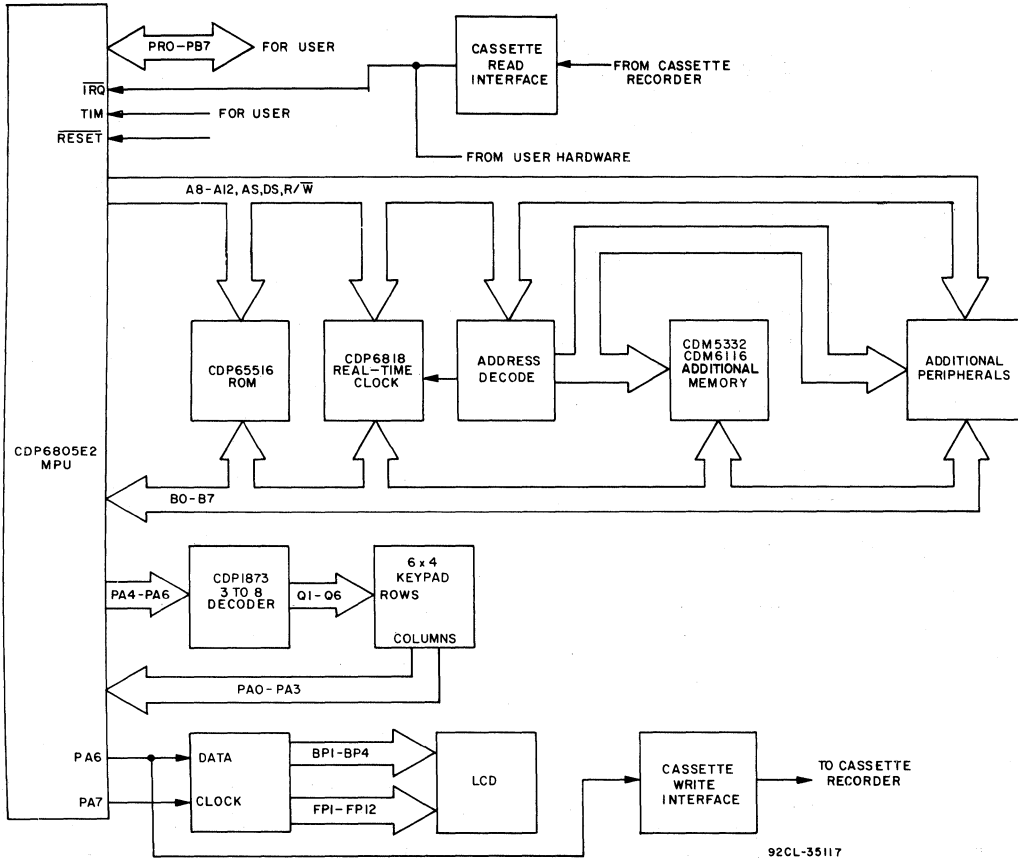 PRO-PB7
FOR USER
CASSETTE
READ
INTERFACE
FROM CASSETTE
RECORDER
IRQ
TIM
FOR USER
RESET
FROM USER HARDWARE
A8-A12, AS,DS,R/W
CDP65516
ROM
CDP6818
REAL-TIME
CLOCK
ADDRESS
DECODE
CDM5332
CDM6116
ADDITIONAL
MEMORY
ADDITIONAL
PERIPHERALS
CDP6805E2
MPU
B0-B7
PA4-PA6
CDP1873
3 TO 8
DECODER
Q1-Q6
6 x 4
KEYPAD
ROWS
COLUMNS
PA0-PA3
PA6
DATA
BP1-BP4
LCD
CASSETTE
WRITE
INTERFACE
TO CASSETTE
RECORDER
PA7
CLOCK
FP1-FP12
92CL-35117